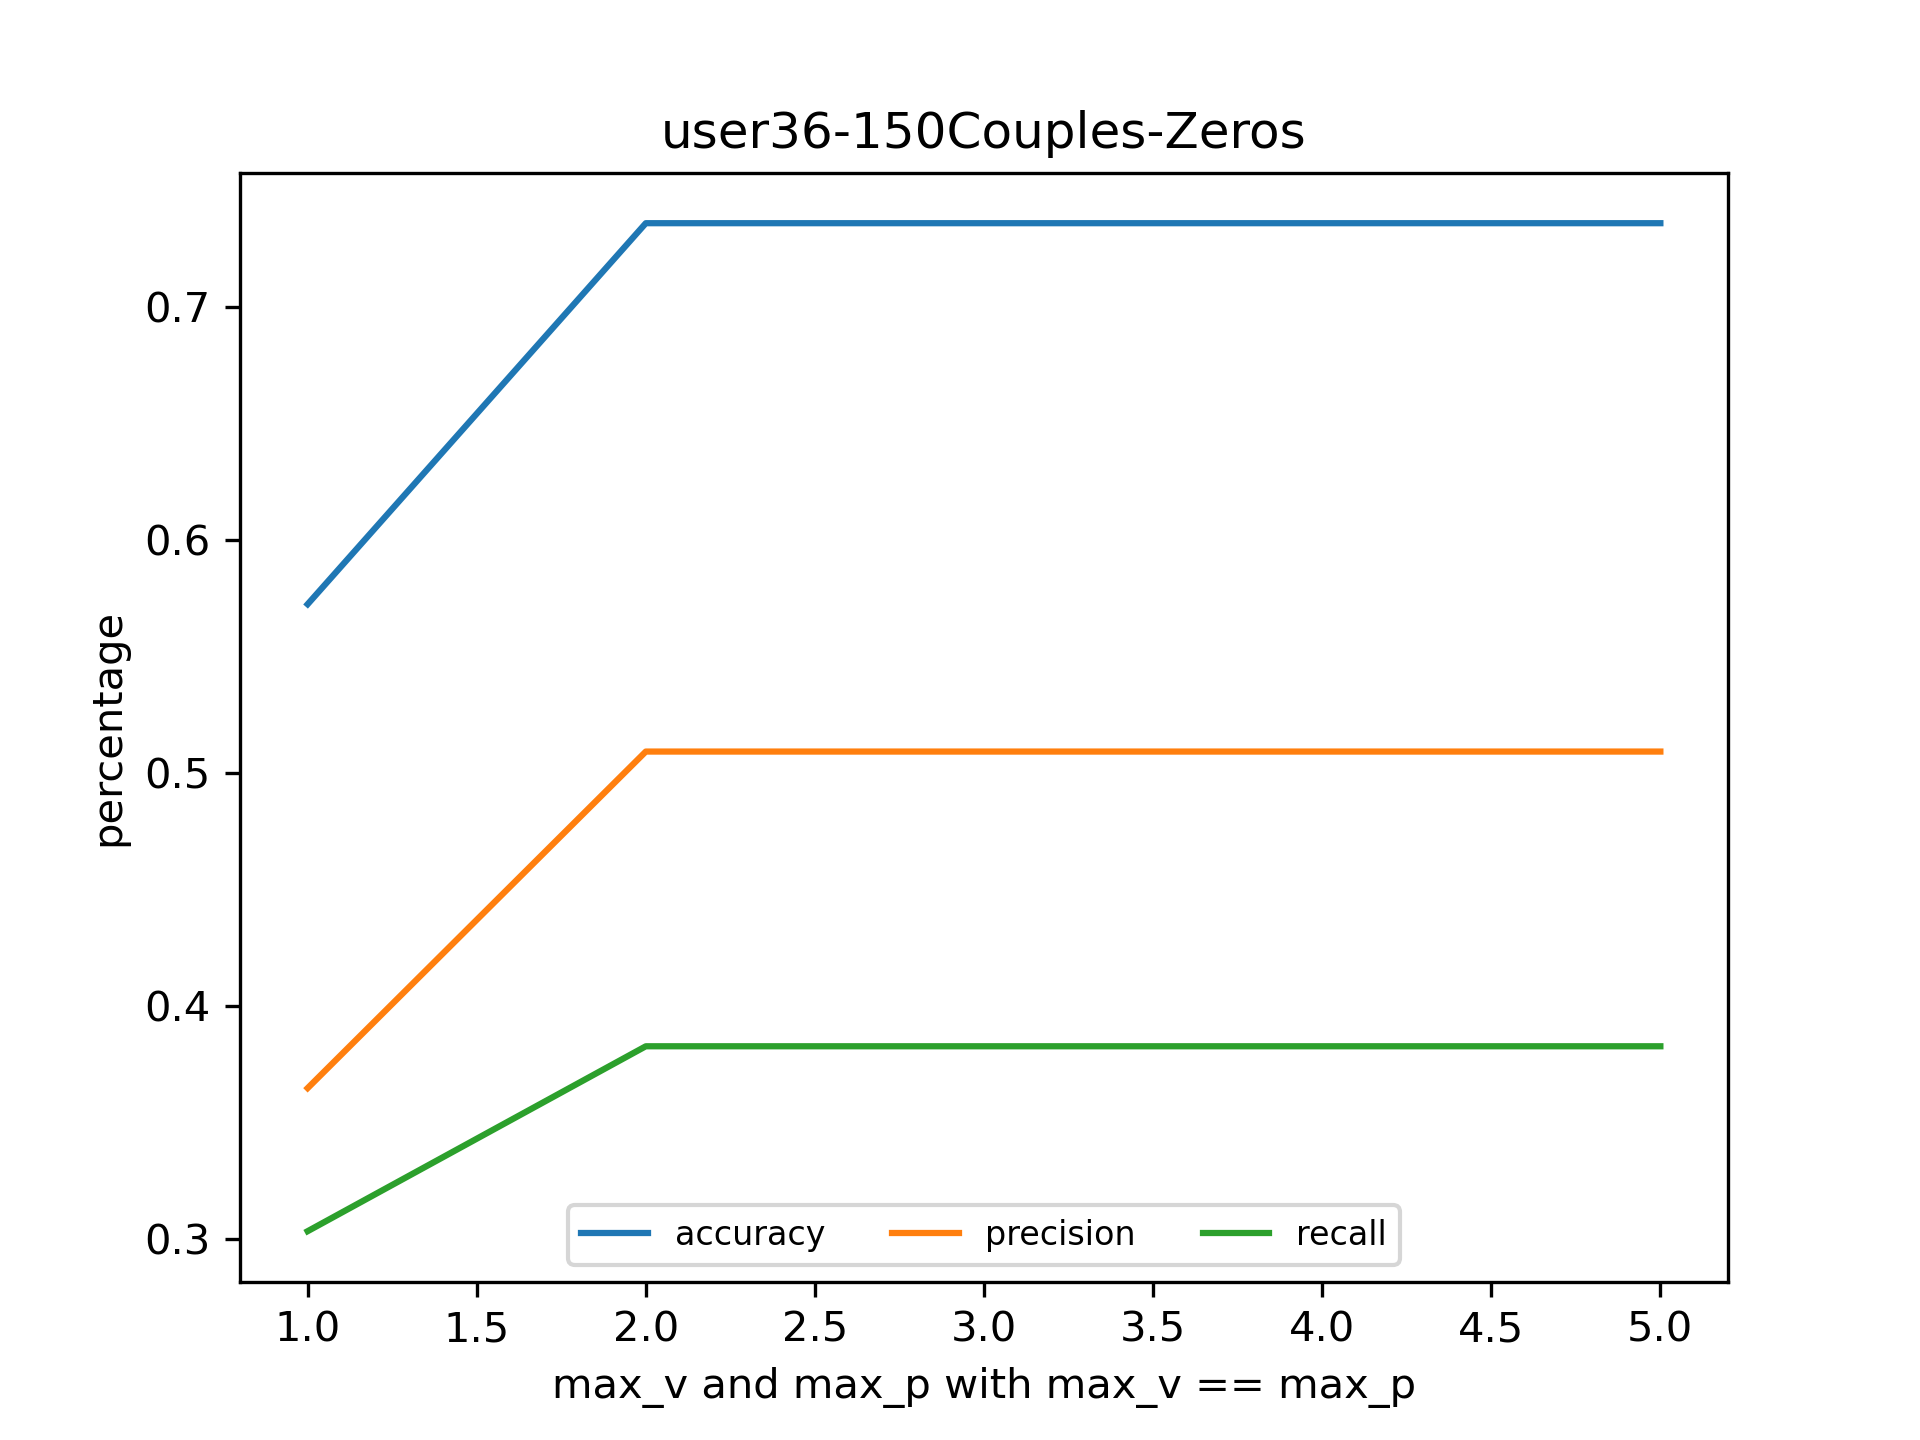 user36-150Couples-Zeros
0.7
0.6
0.5
0.4
0.3
percentage
accuracy precision recall
1.0 1.5 2.0 2.5 3.0 3.5 4.0 4.5 5.0
max_v and max_p with max_v == max_p